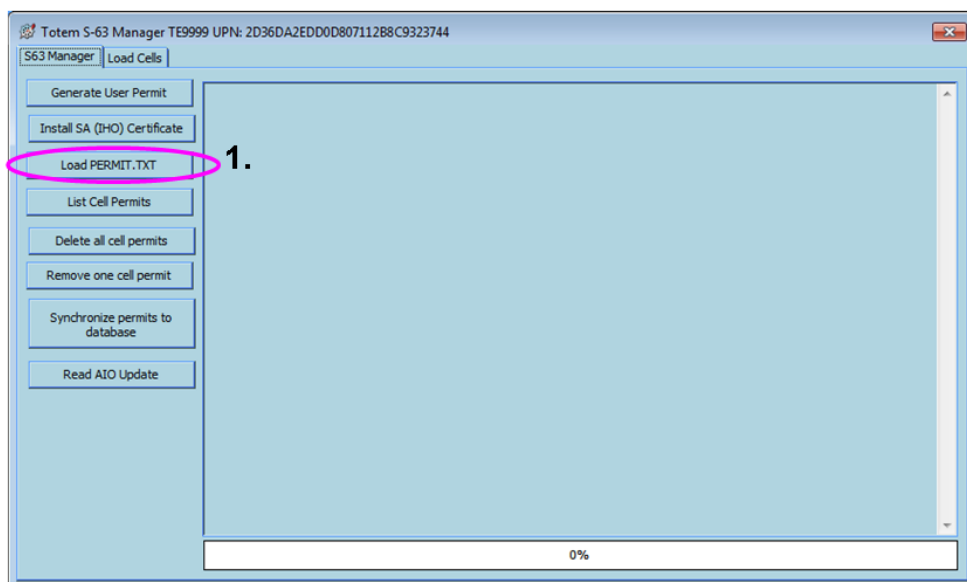 Totem S-63 Manager TE9999 UPN: 2D36DA2EDD0D807112B8C9323744
S63 Manager Load Cells
Generate User Permit
Install SA (IHO) Certificate
Load PERMIT.TXT
1.
List Cell Permits
Delete all cell permits
Remove one cell permit
Synchronize permits to
database
Read AIO Update
0%